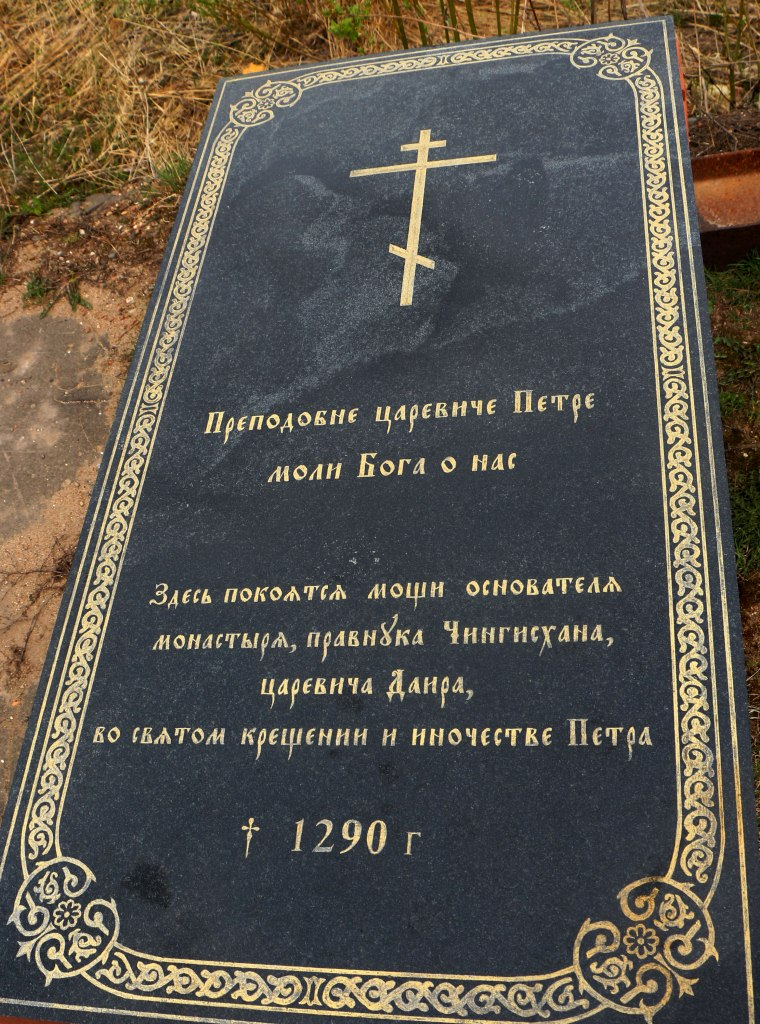 Преподобне царевиче Петре
моли Бога о нас
Здесь покоятся мощи основателя
монастыря, правнука Чингисхана,
царевича Даира,
во святом крещении и иночестве Петра
† 1290 г